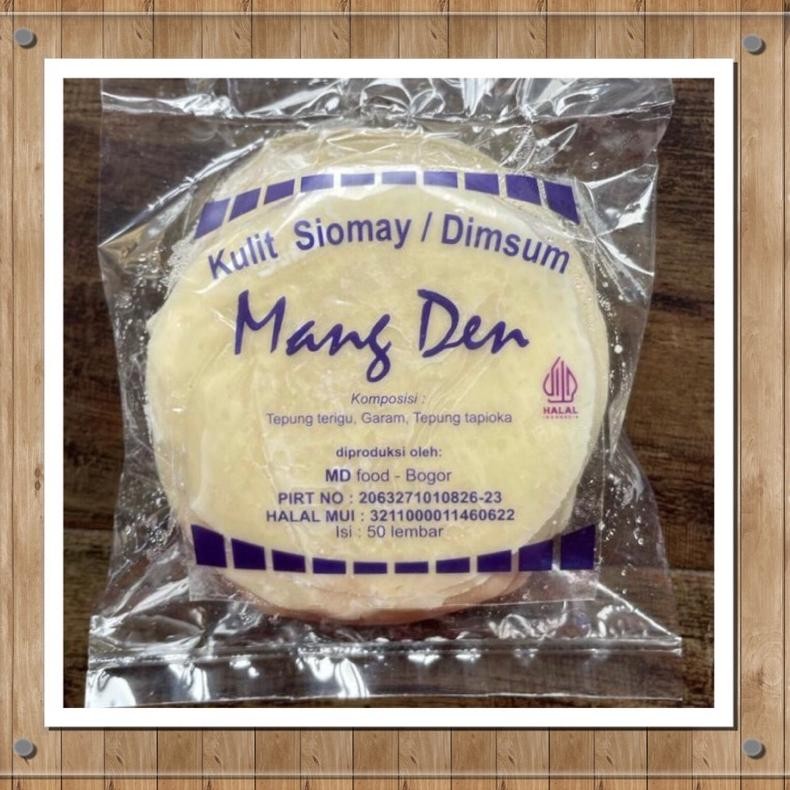 Kulit Siomay / Dimsum
Mang Den
Komposisi :
Tepung terigu, Garam, Tepung tapioka
HALAL
INDONESIA
diproduksi oleh:
MD food - Bogor
PIRT NO : 2063271010826-23
HALAL MUI : 3211000011460622
Isi : 50 lembar